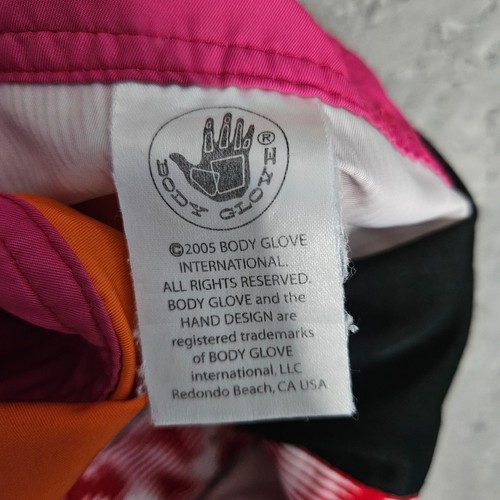 BODY GLOVE ®
©2005 BODY GLOVE
INTERNATIONAL.
ALL RIGHTS RESERVED.
BODY GLOVE and the
HAND DESIGN are
registered trademarks
of BODY GLOVE
international, LLC
Redondo Beach, CA USA